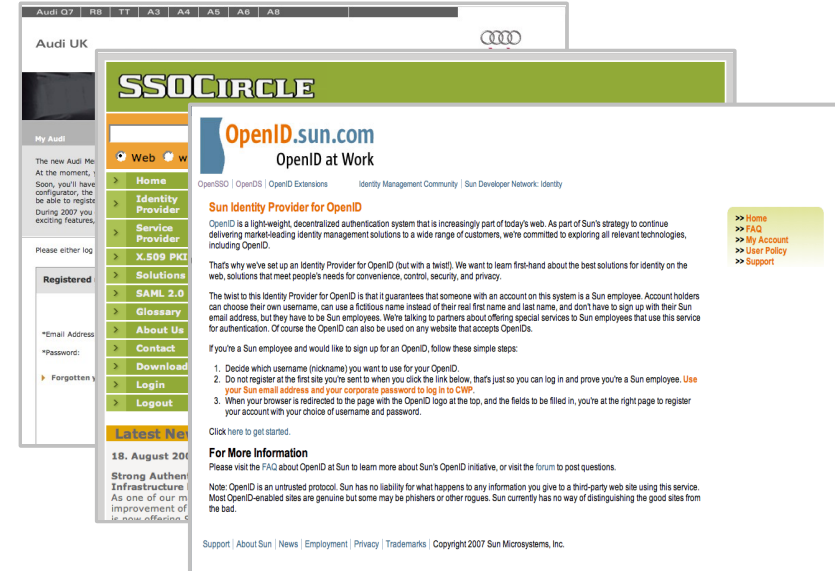 Audi Q7 R8 TT A3 A4 A5 A6 A8
Audi UK
My Audi
The new Audi Me
At the moment,
Soon, you'll have
configurator, the
be able to registe
During 2007 you
exciting features,
Please either log
Registered
*Email Address
*Password:
Forgotten y
SSOCIRCLE
Web w
> Home
> Identity
Provider
> Service
Provider
> X.509 PKI
> Solutions
> SAML 2.0
> Glossary
> About Us
> Contact
> Download
> Login
> Logout
Latest Ne
18. August 200
Strong Authent
Infrastructure
As one of our m
improvement of
is now offering S
OpenID.sun.com
OpenID at Work
OpenSSO | OpenDS | OpenID Extensions Identity Management Community | Sun Developer Network: Identity
Sun Identity Provider for OpenID
OpenID is a light-weight, decentralized authentication system that is increasingly part of today's web. As part of Sun's strategy to continue
delivering market-leading identity management solutions to a wide range of customers, we're committed to exploring all relevant technologies,
including OpenID.
That's why we've set up an Identity Provider for OpenID (but with a twist!). We want to learn first-hand about the best solutions for identity on the
web, solutions that meet people's needs for convenience, control, security, and privacy.
The twist to this Identity Provider for OpenID is that it guarantees that someone with an account on this system is a Sun employee. Account holders
can choose their own username, can use a fictitious name instead of their real first name and last name, and don't have to sign up with their Sun
email address, but they have to be Sun employees. We're talking to partners about offering special services to Sun employees that use this service
for authentication. Of course the OpenID can also be used on any website that accepts OpenIDs.
If you're a Sun employee and would like to sign up for an OpenID, follow these simple steps:
1. Decide which username (nickname) you want to use for your OpenID.
2. Do not register at the first site you're sent to when you click the link below, that's just so you can log in and prove you're a Sun employee. Use
your Sun email address and your corporate password to log in to CWP.
3. When your browser is redirected to the page with the OpenID logo at the top, and the fields to be filled in, you're at the right page to register
your account with your choice of username and password.
Click here to get started.
For More Information
Please visit the FAQ about OpenID at Sun to learn more about Sun's OpenID initiative, or visit the forum to post questions.
Note: OpenID is an untrusted protocol. Sun has no liability for what happens to any information you give to a third-party web site using this service.
Most OpenID-enabled sites are genuine but some may be phishers or other rogues. Sun currently has no way of distinguishing the good sites from
the bad.
Support | About Sun | News | Employment | Privacy | Trademarks | Copyright 2007 Sun Microsystems, Inc.
>> Home
>> FAQ
>> My Account
>> User Policy
>> Support